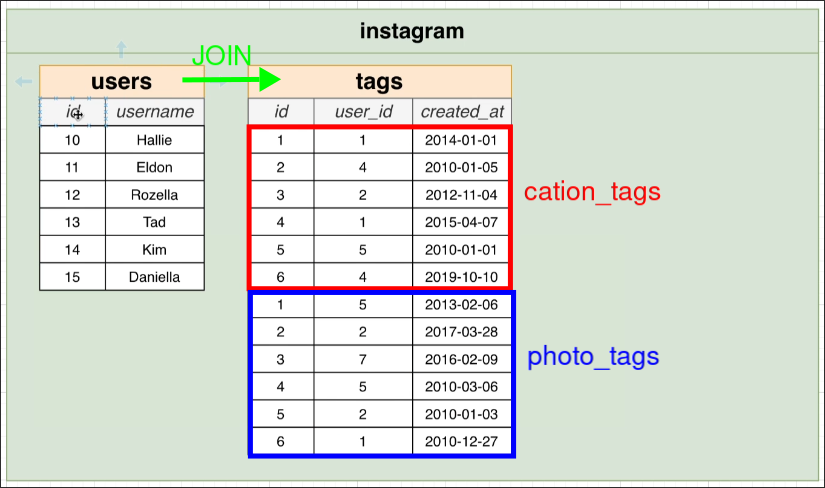 instagram
JOIN
users
id username
10 Hallie
11 Eldon
12 Rozella
13 Tad
14 Kim
15 Daniella
tags
id user_id created_at
1 1 2014-01-01
2 4 2010-01-05
3 2 2012-11-04
4 1 2015-04-07
5 5 2010-01-01
6 4 2019-10-10
1 5 2013-02-06
2 2 2017-03-28
3 7 2016-02-09
4 5 2010-03-06
5 2 2010-01-03
6 1 2010-12-27
cation_tags
photo_tags